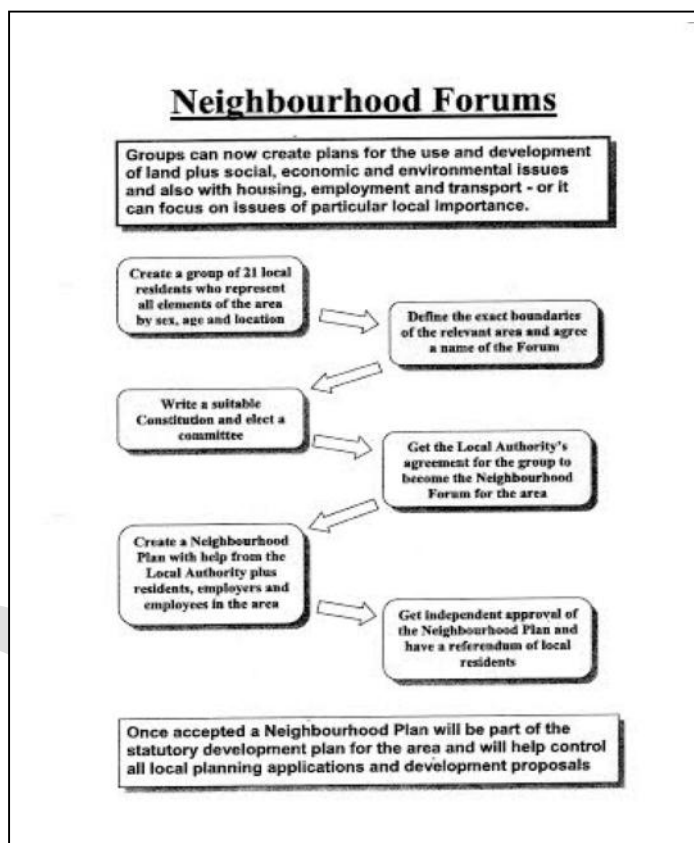 Neighbourhood Forums
Groups can now create plans for the use and development
of land plus social, economic and environmental issues
and also with housing, employment and transport - or it
can focus on issues of particular local importance.
Create a group of 21 local
residents who represent
all elements of the area
by sex, age and location
Define the exact boundaries
of the relevant area and agree
a name of the Forum
Write a suitable
Constitution and elect a
committee
Get the Local Authority's
agreement for the group to
become the Neighbourhood
Forum for the area
Create a Neighbourhood
Plan with help from the
Local Authority plus
residents, employers and
employees in the area
Get independent approval of
the Neighbourhood Plan and
have a referendum of local
residents
Once accepted a Neighbourhood Plan will be part of the
statutory development plan for the area and will help control
all local planning applications and development proposals